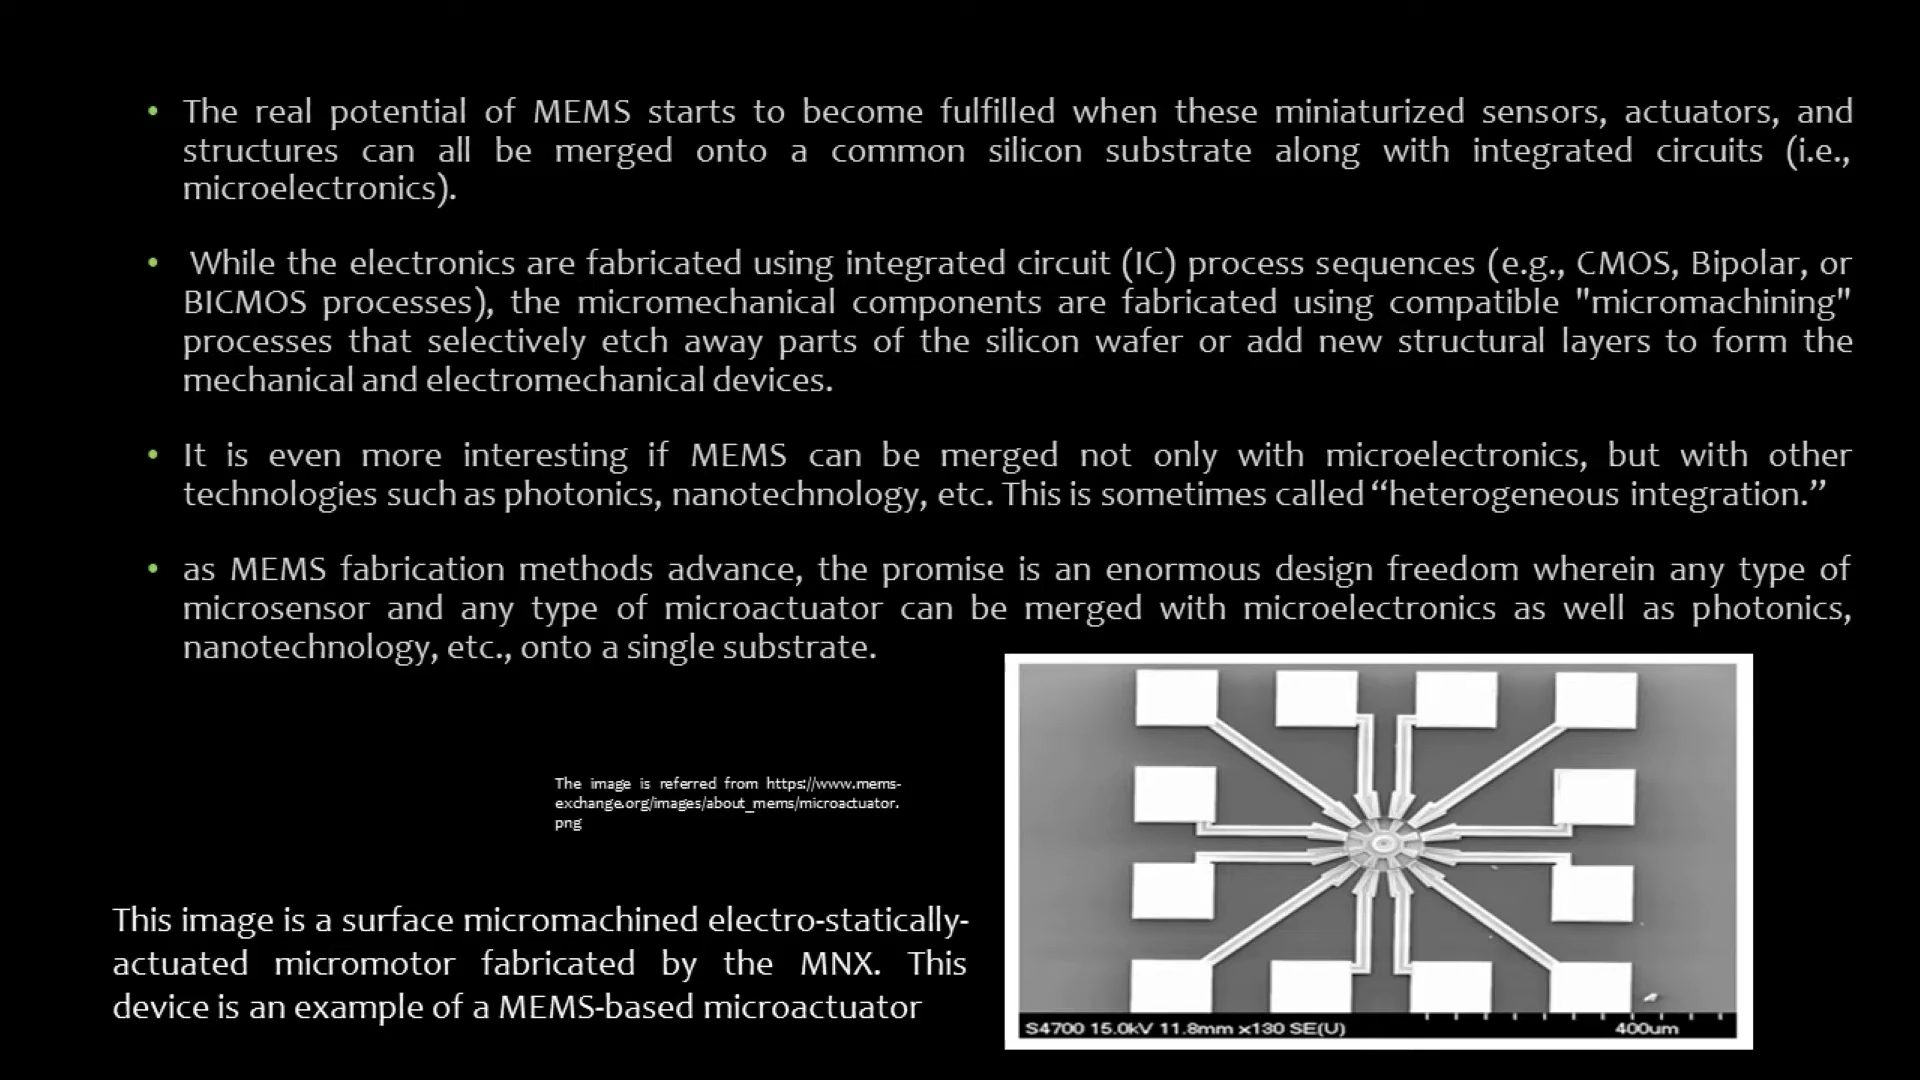 • The real potential of MEMS starts to become fulfilled when these miniaturized sensors, actuators, and
structures can all be merged onto a common silicon substrate along with integrated circuits (i.e.,
microelectronics).
• While the electronics are fabricated using integrated circuit (IC) process sequences (e.g., CMOS, Bipolar, or
BICMOS processes), the micromechanical components are fabricated using compatible "micromachining"
processes that selectively etch away parts of the silicon wafer or add new structural layers to form the
mechanical and electromechanical devices.
• It is even more interesting if MEMS can be merged not only with microelectronics, but with other
technologies such as photonics, nanotechnology, etc. This is sometimes called “heterogeneous integration.”
• as MEMS fabrication methods advance, the promise is an enormous design freedom wherein any type of
microsensor and any type of microactuator can be merged with microelectronics as well as photonics,
nanotechnology, etc., onto a single substrate.
The image is referred from https://www.mems-
exchange.org/images/about_mems/microactuator.
png
This image is a surface micromachined electro-statically-
actuated micromotor fabricated by the MNX. This
device is an example of a MEMS-based microactuator
S4700 15.0kV 11.8mm x130 SE(U) 400um